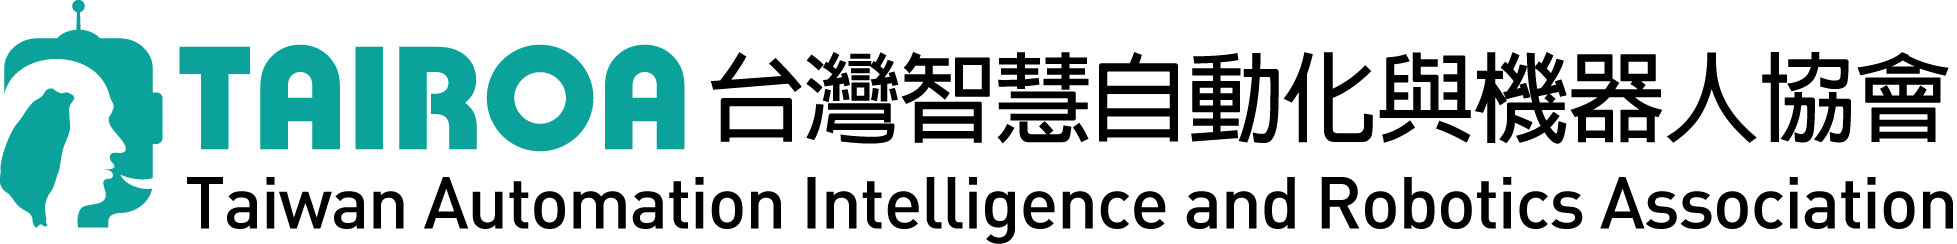 TAIROA 台灣智慧自動化與機器人協會
Taiwan Automation Intelligence and Robotics Association